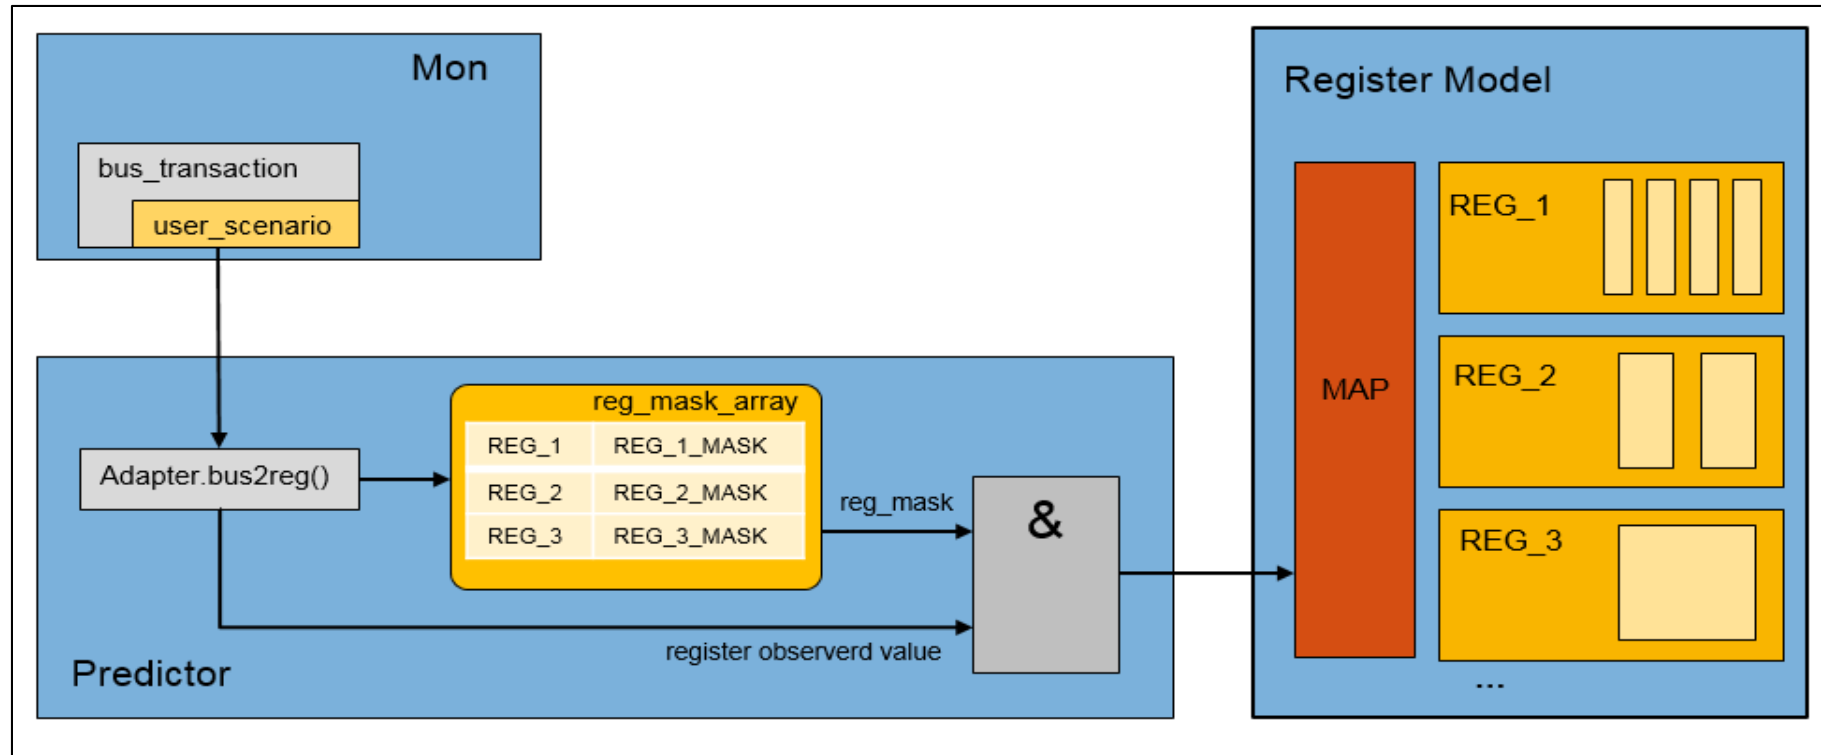 Mon
bus_transaction
user_scenario
Predictor
Adapter.bus2reg()
reg_mask_array
REG_1 REG_1_MASK
REG_2 REG_2_MASK
REG_3 REG_3_MASK
reg_mask
register observerd value
&
Register Model
MAP
REG_1
REG_2
REG_3
...